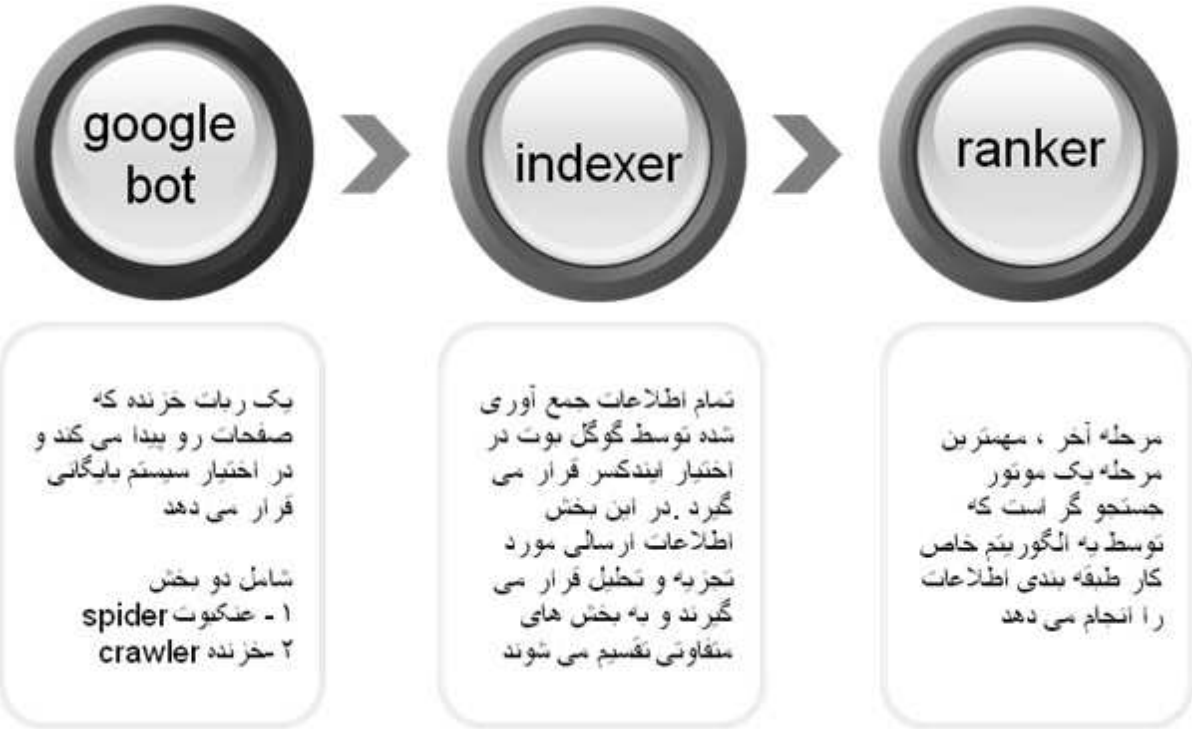 google
bot
indexer
ranker
یک ربات خزنده که
صفحات رو پیدا می کند و
در اختیار سیستم بایگانی
قرار می دهد
شامل دو بخش
۱ - عنکبوت spider
۲ -خزنده crawler
تمام اطلاعات جمع آوری
شده توسط گوگل بوت در
اختیار ایندکسر قرار می
گیرد .در این بخش
اطلاعات ارسالی مورد
تجزیه و تحلیل قرار می
گیرند و به بخش های
متفاوتی تقسیم می شوند
مرحله آخر ، مهمترین
مرحله یک موتور
جستجو گر است که
توسط یه الگوریتم خاص
کار طبقه بندی اطلاعات
را انجام می دهد